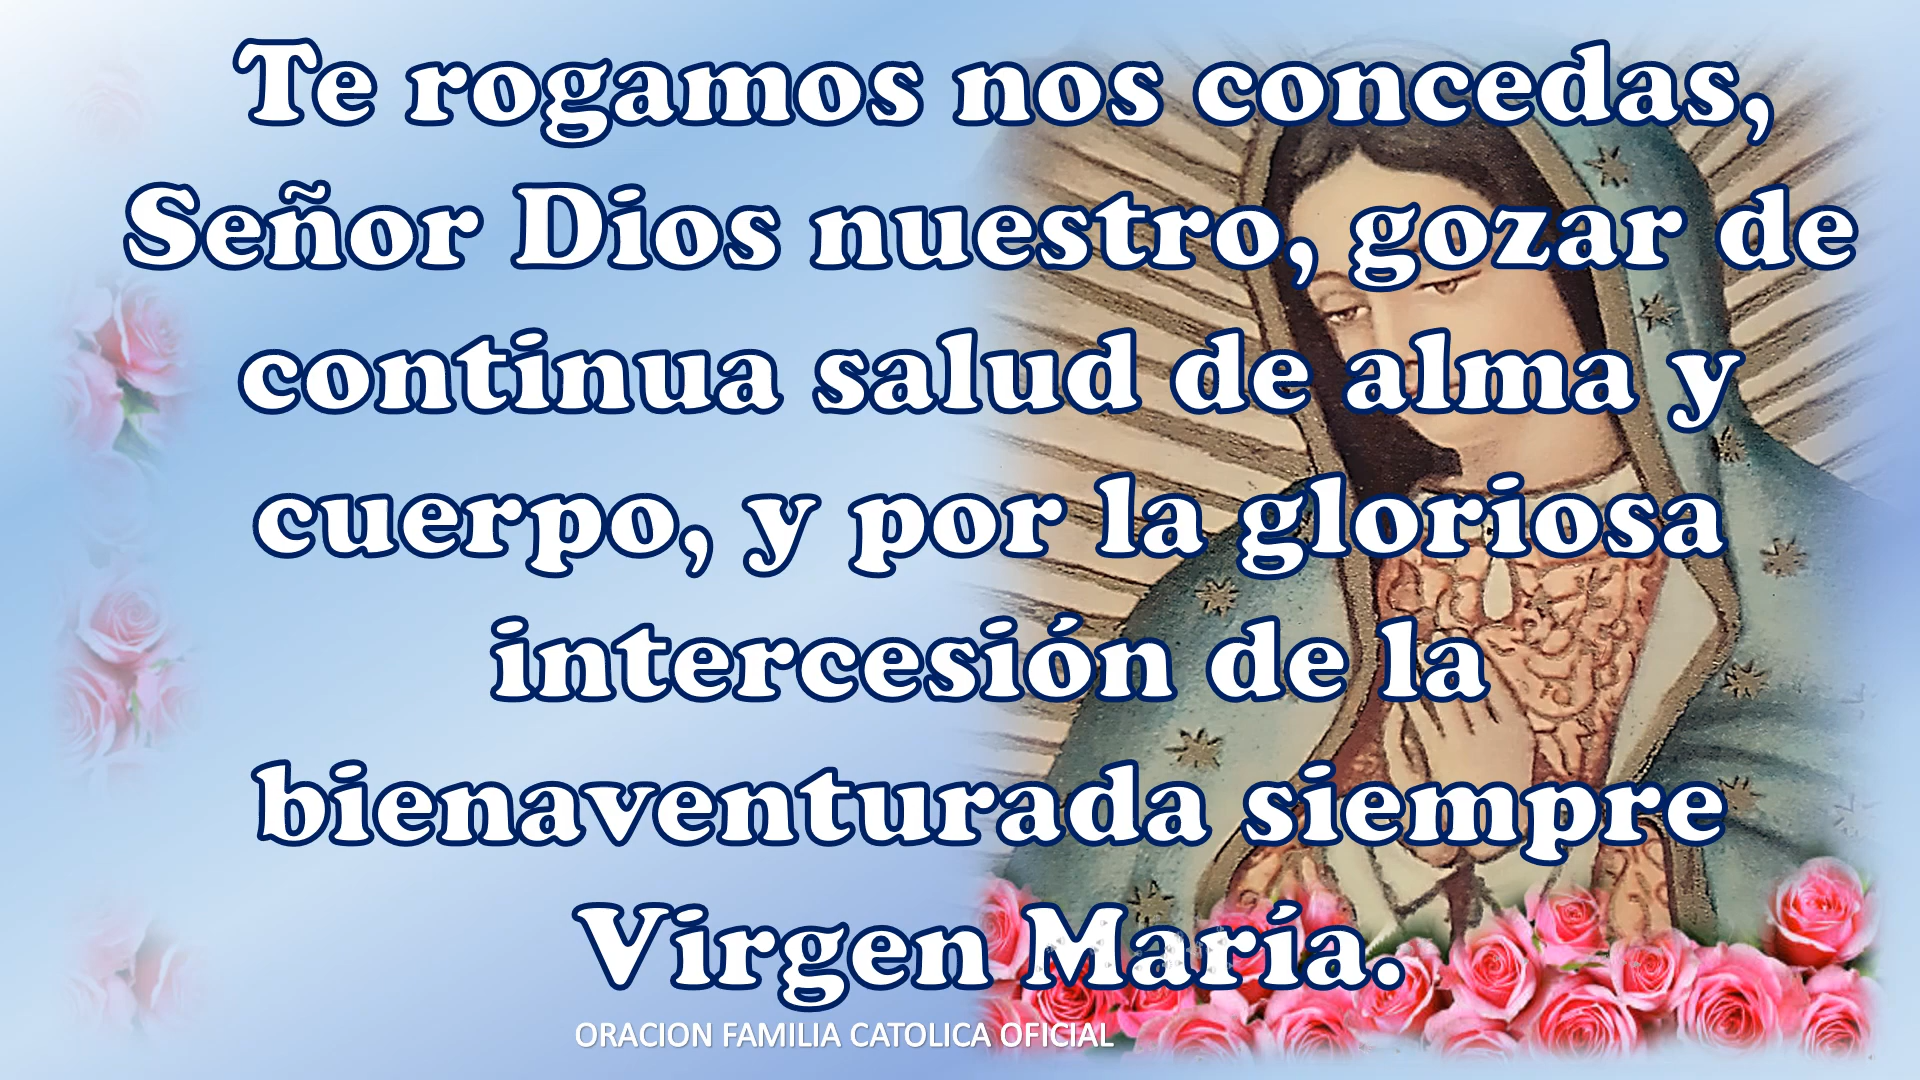 Te rogamos nos concedas,
Señor Dios nuestro, gozar de
continua salud de alma y
cuerpo, y por la gloriosa
intercesión de la
bienaventurada siempre
Virgen María.
ORACION FAMILIA CATOLICA OFICIAL